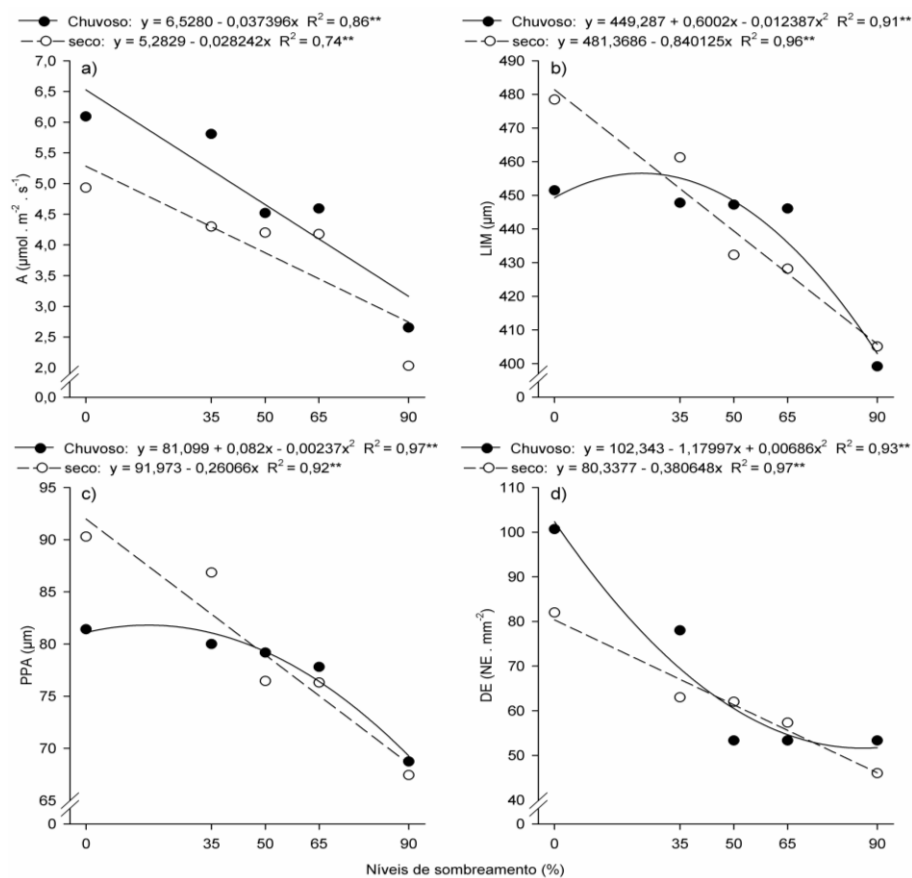 Chuvoso: y = 6,5280 - 0,037396x R² = 0,86**
seco: y = 5,2829 - 0,028242x R² = 0,74**
a)
7,0
6,5
6,0
5,5
5,0
4,5
4,0
3,5
3,0
2,5
2,0
0,0
A (µmol . m⁻² . s⁻¹)
0 35 50 65 90
Chuvoso: y = 449,287 + 0,6002x - 0,012387x² R² = 0,91**
seco: y = 481,3686 - 0,840125x R² = 0,96**
b)
490
480
470
460
450
440
430
420
410
400
0
LIM (µm)
0 35 50 65 90
Chuvoso: y = 81,099 + 0,082x - 0,00237x² R² = 0,97**
seco: y = 91,973 - 0,26066x R² = 0,92**
c)
95
90
85
80
75
70
65
0
PPA (µm)
0 35 50 65 90
Chuvoso: y = 102,343 - 1,17997x + 0,00686x² R² = 0,93**
seco: y = 80,3377 - 0,380648x R² = 0,97**
d)
110
100
90
80
70
60
50
40
0
DE (NE . mm⁻²)
0 35 50 65 90
Níveis de sombreamento (%)